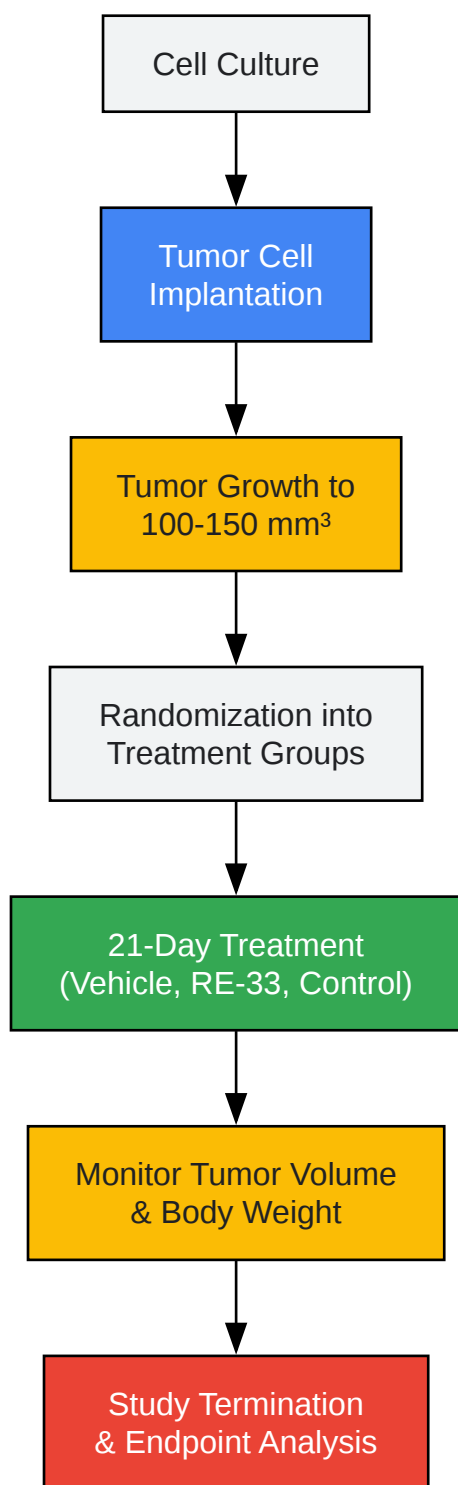 Cell Culture
Tumor Cell
Implantation
Tumor Growth to
100-150 mm³
Randomization into
Treatment Groups
21-Day Treatment
(Vehicle, RE-33, Control)
Monitor Tumor Volume
& Body Weight
Study Termination
& Endpoint Analysis